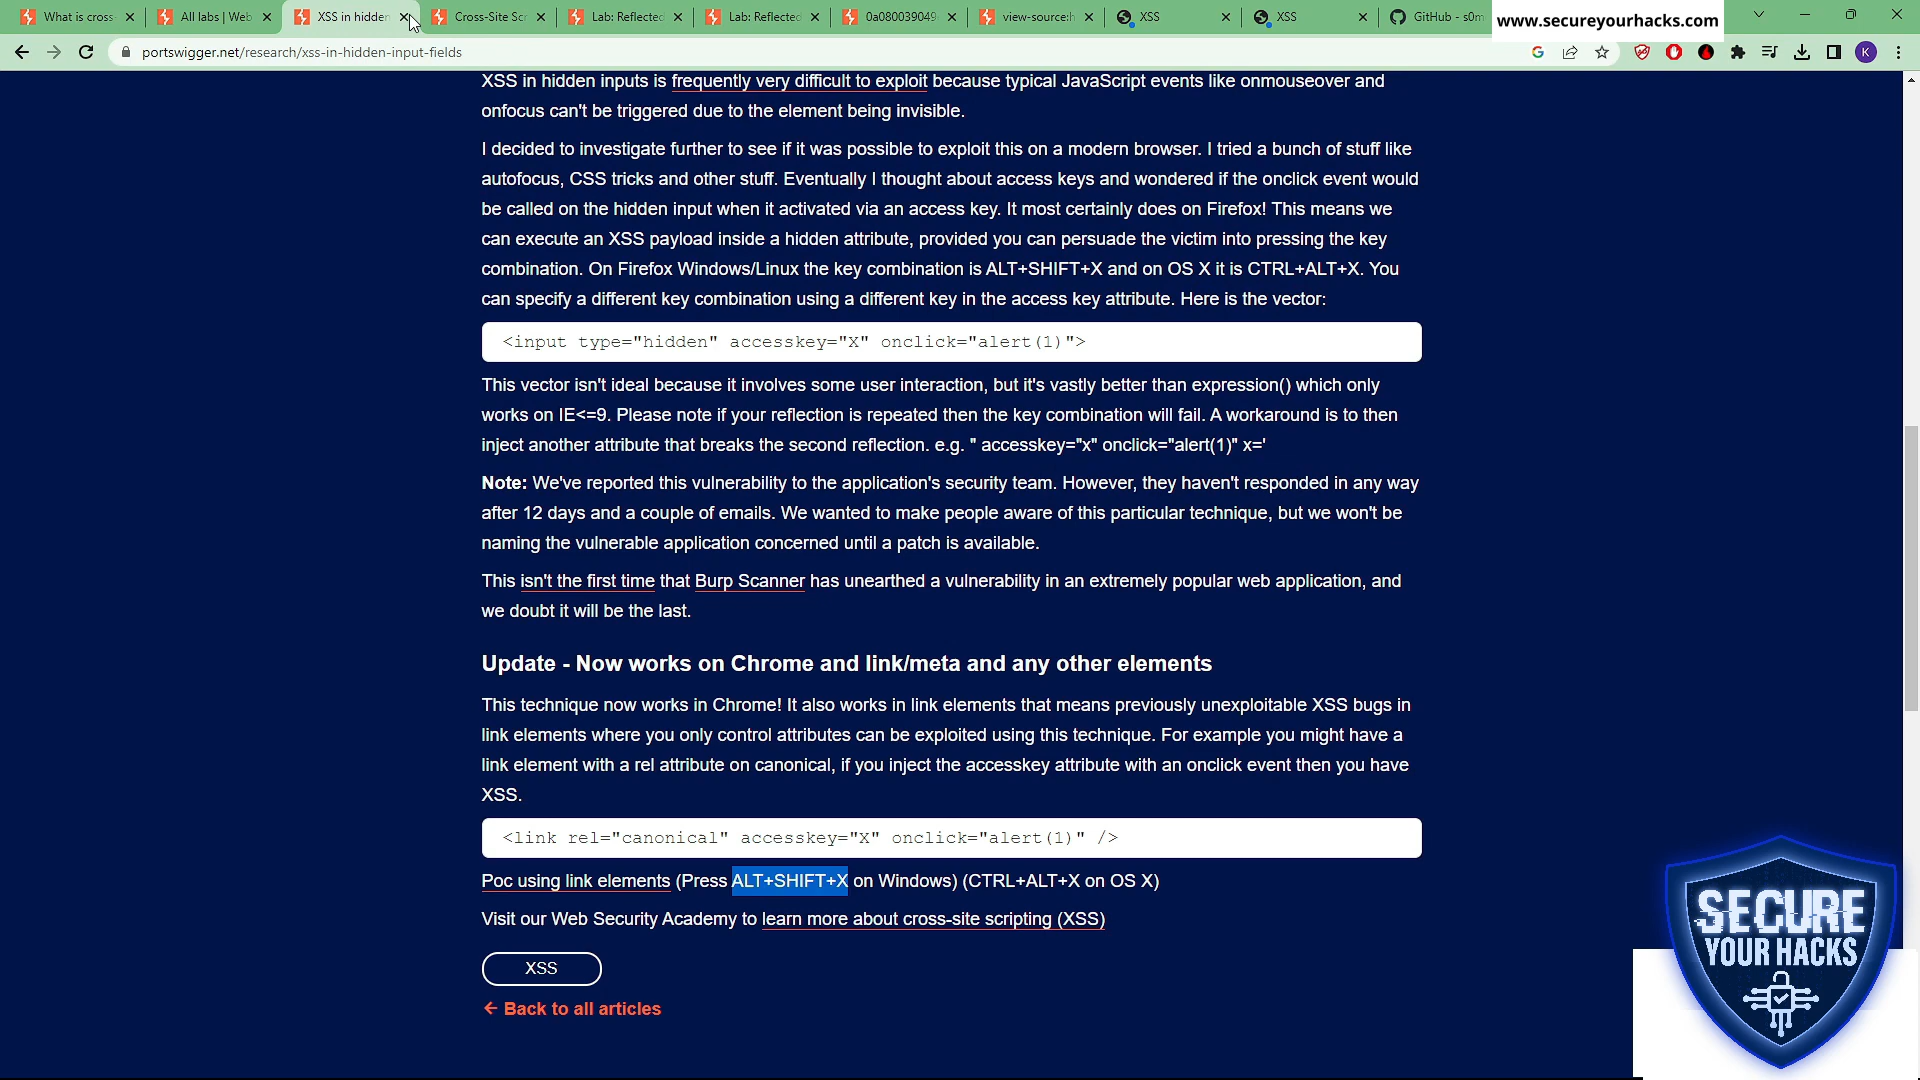 What is cross
All labs | Web
XSS in hidden
Cross-Site Scr
Lab: Reflected
Lab: Reflected
0a080039049
view-source:h
XSS
XSS
GitHub - s0m
www.secureyourhacks.com
portswigger.net/research/xss-in-hidden-input-fields
K
XSS in hidden inputs is frequently very difficult to exploit because typical JavaScript events like onmouseover and
onfocus can't be triggered due to the element being invisible.
I decided to investigate further to see if it was possible to exploit this on a modern browser. I tried a bunch of stuff like
autofocus, CSS tricks and other stuff. Eventually I thought about access keys and wondered if the onclick event would
be called on the hidden input when it activated via an access key. It most certainly does on Firefox! This means we
can execute an XSS payload inside a hidden attribute, provided you can persuade the victim into pressing the key
combination. On Firefox Windows/Linux the key combination is ALT+SHIFT+X and on OS X it is CTRL+ALT+X. You
can specify a different key combination using a different key in the access key attribute. Here is the vector:
<input type="hidden" accesskey="X" onclick="alert(1)">
This vector isn't ideal because it involves some user interaction, but it's vastly better than expression() which only
works on IE<=9. Please note if your reflection is repeated then the key combination will fail. A workaround is to then
inject another attribute that breaks the second reflection. e.g. " accesskey="x" onclick="alert(1)" x='
Note: We've reported this vulnerability to the application's security team. However, they haven't responded in any way
after 12 days and a couple of emails. We wanted to make people aware of this particular technique, but we won't be
naming the vulnerable application concerned until a patch is available.
This isn't the first time that Burp Scanner has unearthed a vulnerability in an extremely popular web application, and
we doubt it will be the last.
Update - Now works on Chrome and link/meta and any other elements
This technique now works in Chrome! It also works in link elements that means previously unexploitable XSS bugs in
link elements where you only control attributes can be exploited using this technique. For example you might have a
link element with a rel attribute on canonical, if you inject the accesskey attribute with an onclick event then you have
XSS.
<link rel="canonical" accesskey="X" onclick="alert(1)" />
Poc using link elements (Press ALT+SHIFT+X on Windows) (CTRL+ALT+X on OS X)
Visit our Web Security Academy to learn more about cross-site scripting (XSS)
XSS
← Back to all articles
SECURE
YOUR HACKS